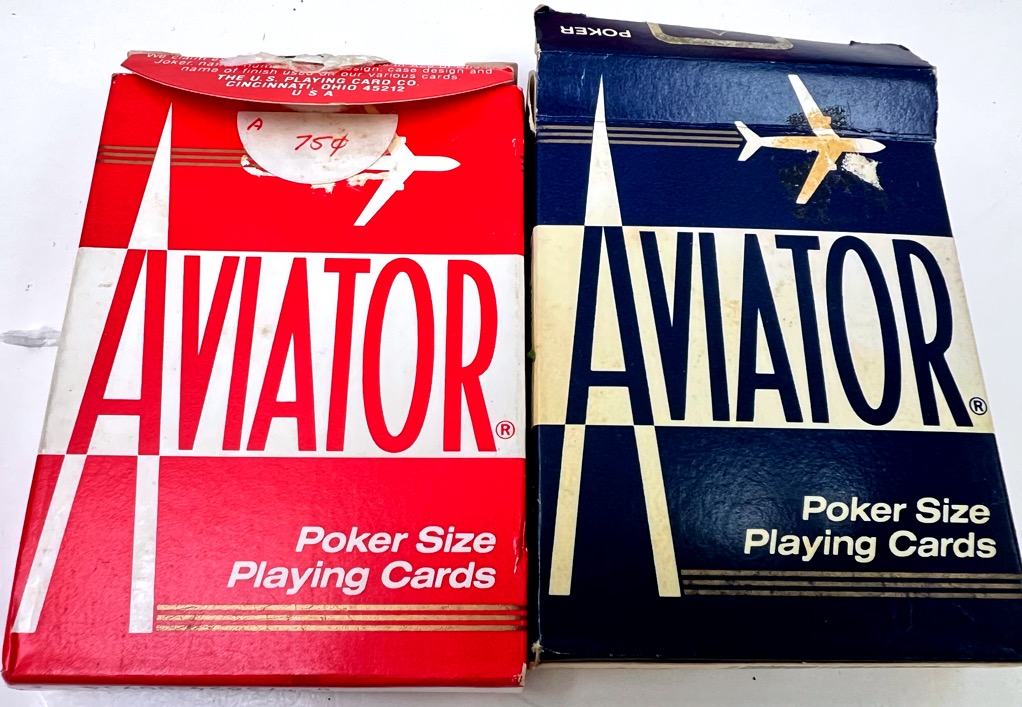 Joker,
name of finish used on our various cards
THE U.S. PLAYING CARD CO.
CINCINNATI, OHIO 45212
U S A
A
75¢
AVIATOR®
Poker Size
Playing Cards
POKER
AVIATOR®
Poker Size
Playing Cards